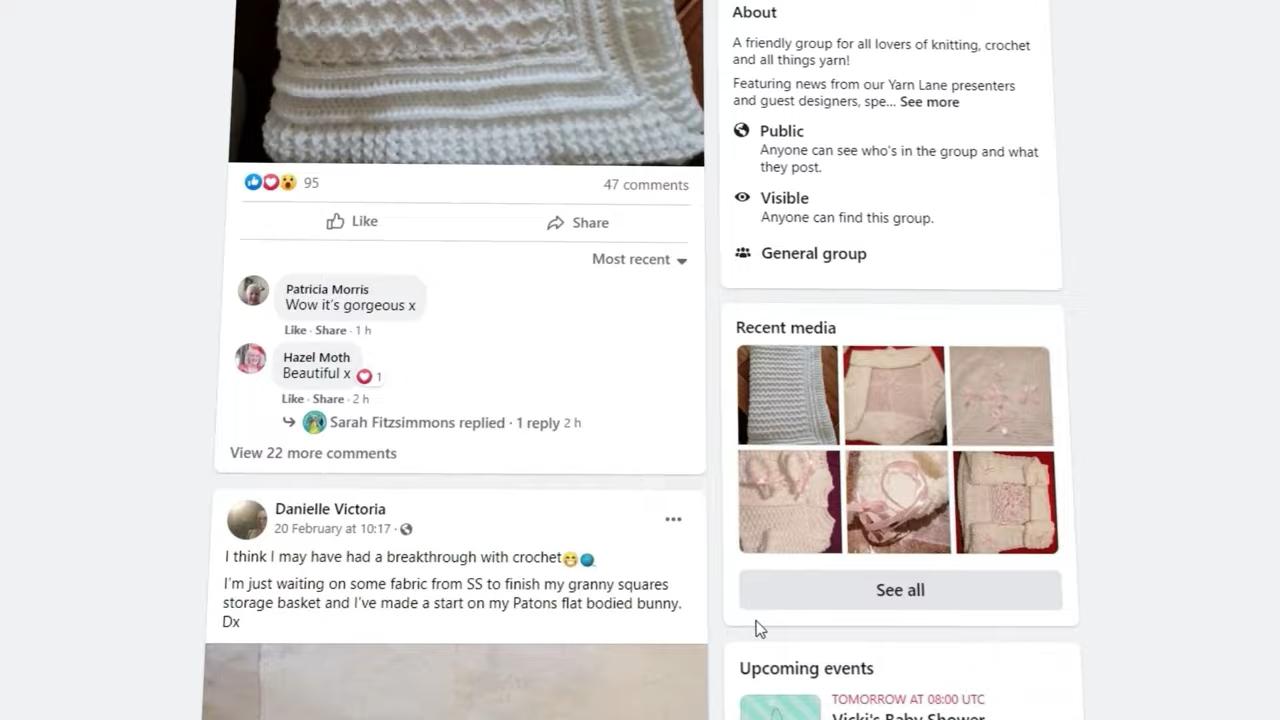 95
47 comments
Like
Share
Most recent
Patricia Morris
Wow it's gorgeous x
Like · Share · 1 h
Hazel Moth
Beautiful x
1
Like · Share · 2 h
Sarah Fitzsimmons replied · 1 reply 2 h
View 22 more comments
Danielle Victoria
20 February at 10:17 ·
I think I may have had a breakthrough with crochet
I'm just waiting on some fabric from SS to finish my granny squares
storage basket and I've made a start on my Patons flat bodied bunny.
Dx
About
A friendly group for all lovers of knitting, crochet
and all things yarn!
Featuring news from our Yarn Lane presenters
and guest designers, spe... See more
Public
Anyone can see who's in the group and what
they post.
Visible
Anyone can find this group.
General group
Recent media
See all
Upcoming events
TOMORROW AT 08:00 UTC
Vicki's Baby Shower